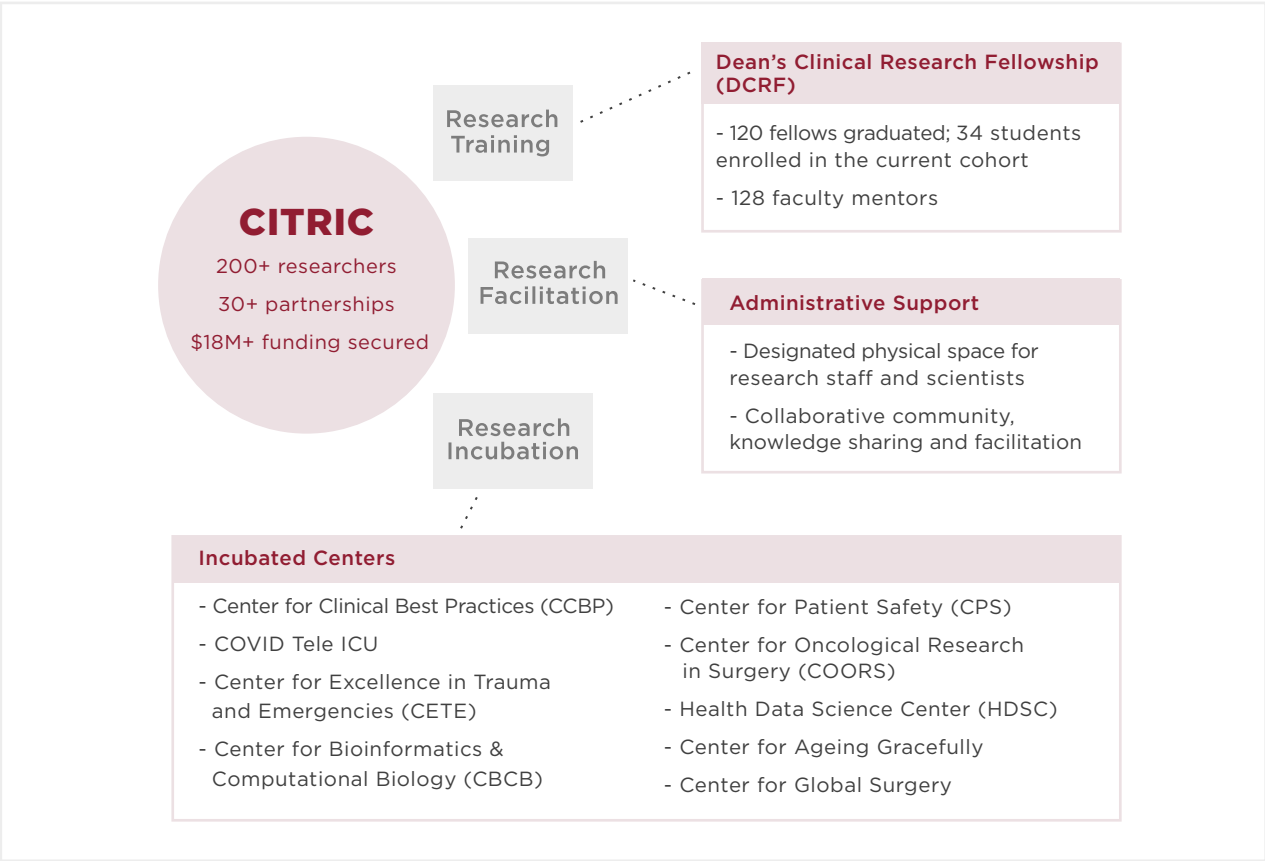 CITRIC
200+ researchers
30+ partnerships
$18M+ funding secured
Research
Training
Dean’s Clinical Research Fellowship
(DCRF)
- 120 fellows graduated; 34 students
enrolled in the current cohort
- 128 faculty mentors
Research
Facilitation
Administrative Support
- Designated physical space for
research staff and scientists
- Collaborative community,
knowledge sharing and facilitation
Research
Incubation
Incubated Centers
- Center for Clinical Best Practices (CCBP)
- COVID Tele ICU
- Center for Excellence in Trauma
and Emergencies (CETE)
- Center for Bioinformatics &
Computational Biology (CBCB)
- Center for Patient Safety (CPS)
- Center for Oncological Research
in Surgery (COORS)
- Health Data Science Center (HDSC)
- Center for Ageing Gracefully
- Center for Global Surgery